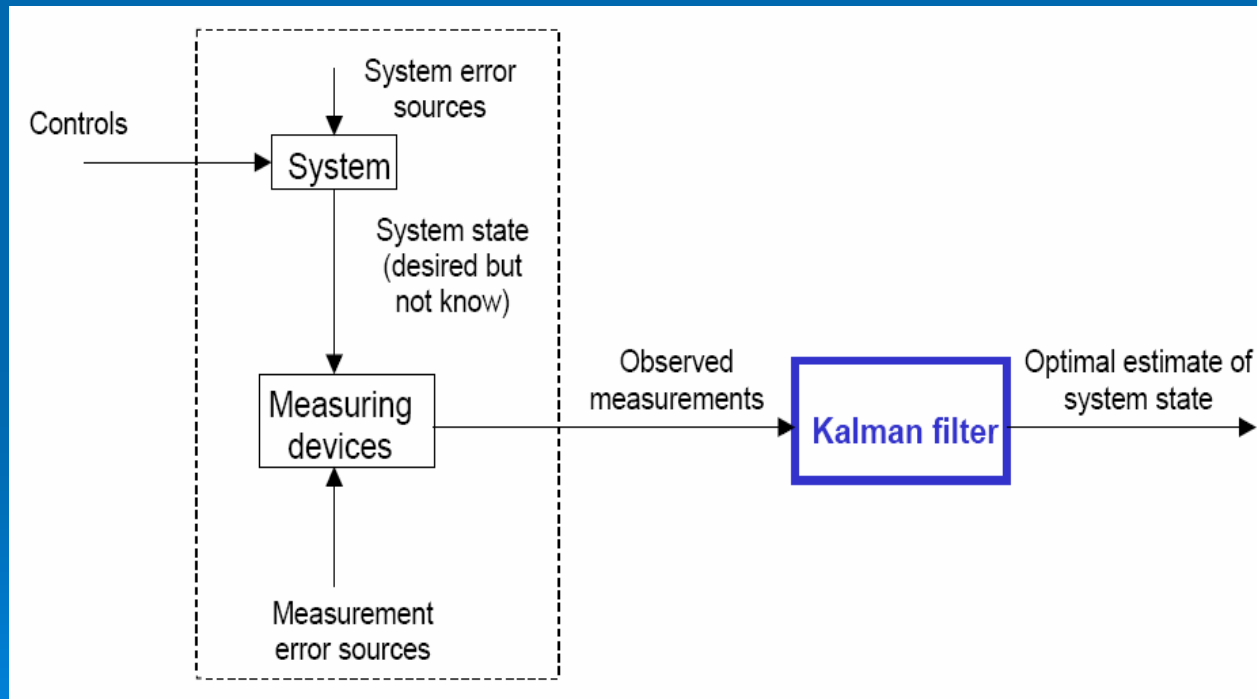 System error
sources
Controls
System
System state
(desired but
not know)
Measuring
devices
Observed
measurements
Kalman filter
Optimal estimate of
system state
Measurement
error sources